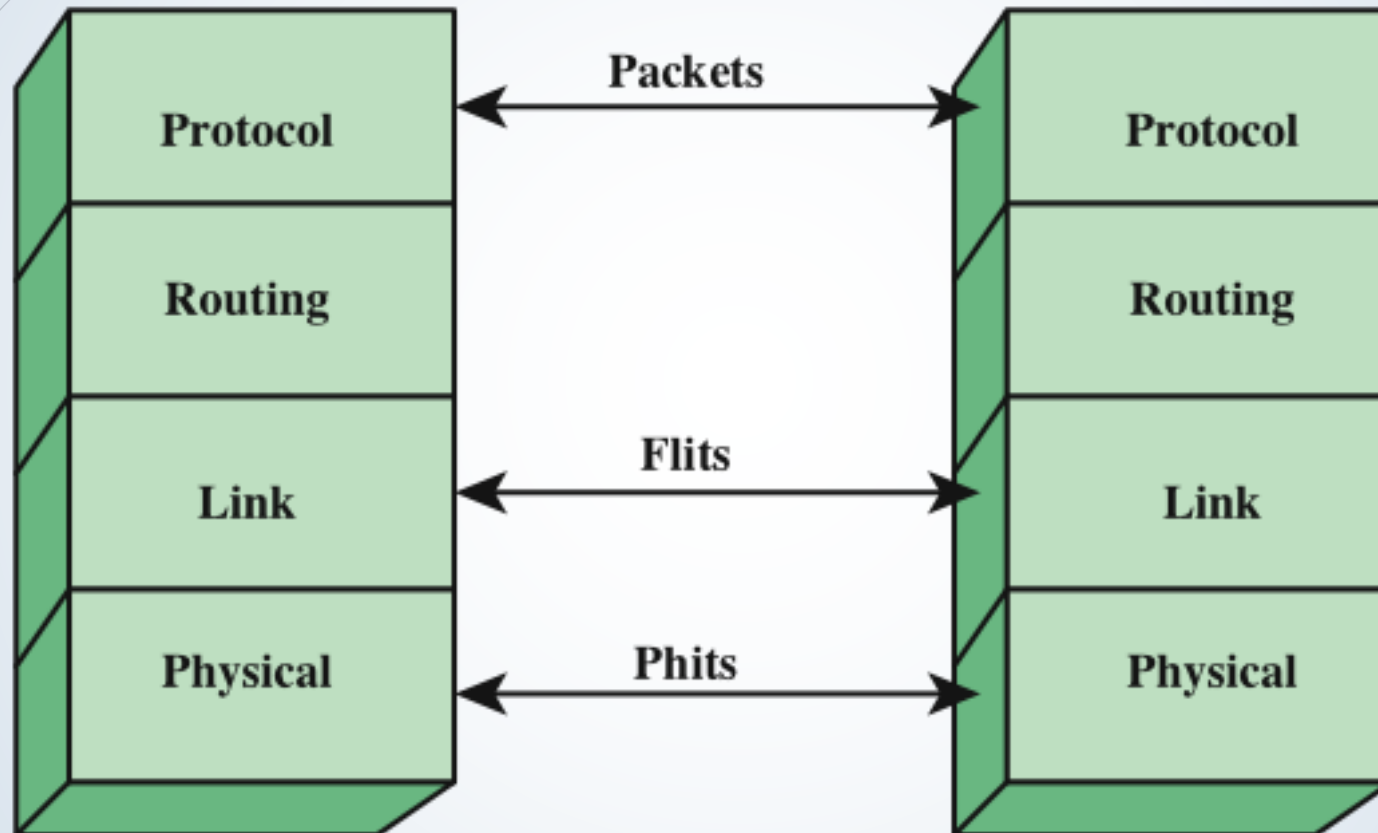 Packets
Protocol
Protocol
Routing
Routing
Flits
Link
Link
Phits
Physical
Physical